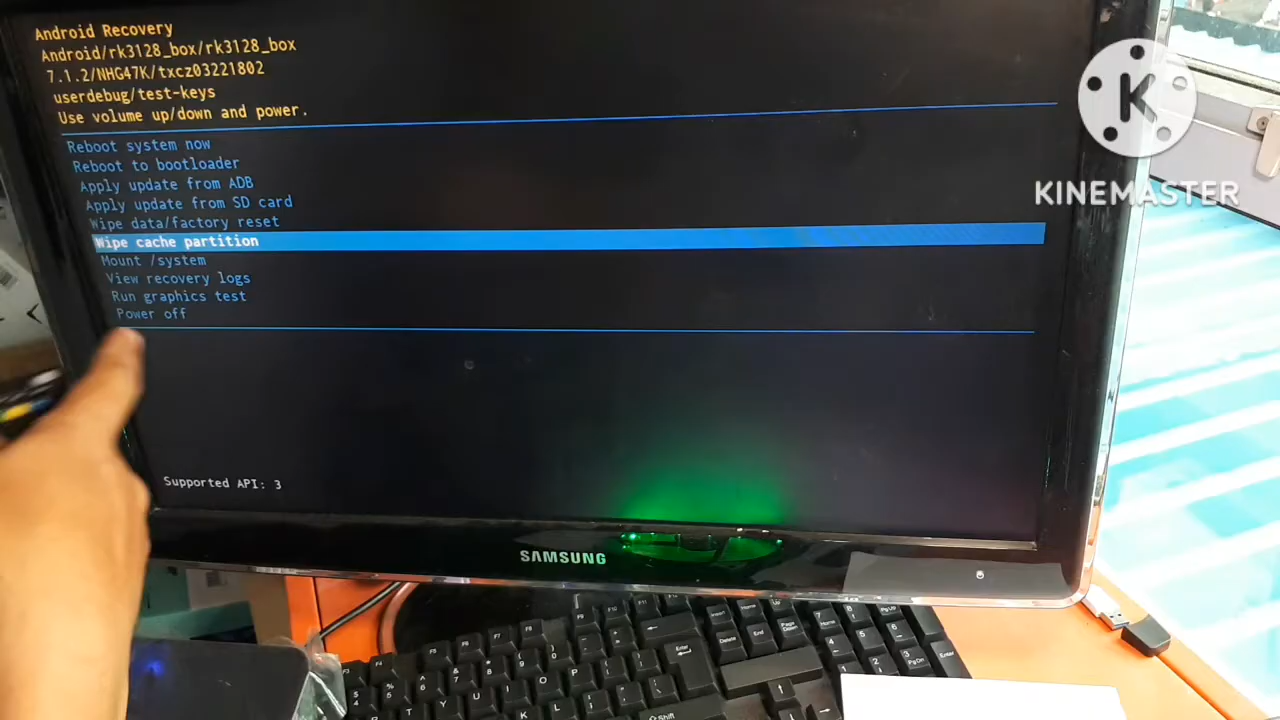 Android Recovery
Android/rk3128_box/rk3128_box
7.1.2/NHG47K/txcz03221802
userdebug/test-keys
Use volume up/down and power.
Reboot system now
Reboot to bootloader
Apply update from ADB
Apply update from SD card
Wipe data/factory reset
Wipe cache partition
Mount /system
View recovery logs
Run graphics test
Power off
Supported API: 3
K
KINEMASTER
SAMSUNG